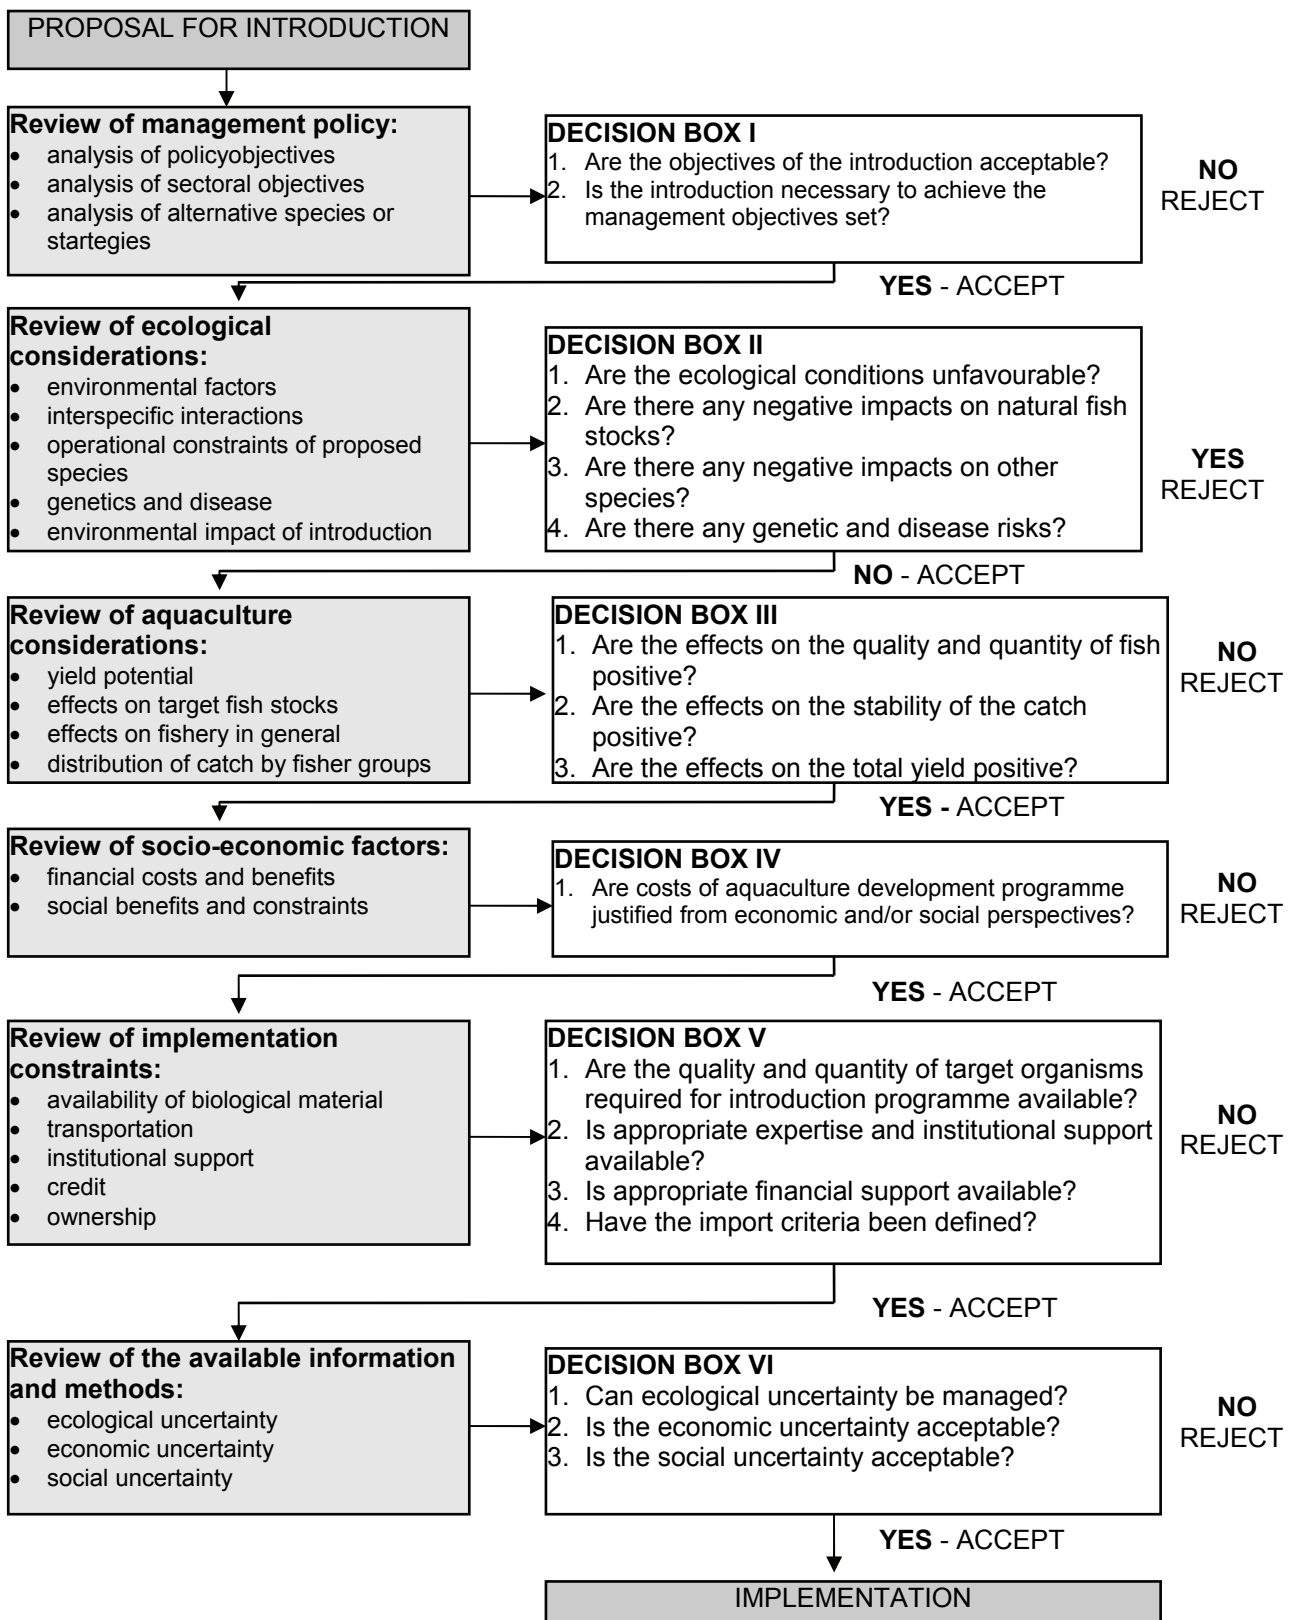 PROPOSAL FOR INTRODUCTION
Review of management policy:
• analysis of policyobjectives
• analysis of sectoral objectives
• analysis of alternative species or
startegies
DECISION BOX I
1. Are the objectives of the introduction acceptable?
2. Is the introduction necessary to achieve the
management objectives set?
NO
REJECT
YES - ACCEPT
Review of ecological
considerations:
• environmental factors
• interspecific interactions
• operational constraints of proposed
species
• genetics and disease
• environmental impact of introduction
DECISION BOX II
1. Are the ecological conditions unfavourable?
2. Are there any negative impacts on natural fish
stocks?
3. Are there any negative impacts on other
species?
4. Are there any genetic and disease risks?
YES
REJECT
NO - ACCEPT
Review of aquaculture
considerations:
• yield potential
• effects on target fish stocks
• effects on fishery in general
• distribution of catch by fisher groups
DECISION BOX III
1. Are the effects on the quality and quantity of fish
positive?
2. Are the effects on the stability of the catch
positive?
3. Are the effects on the total yield positive?
NO
REJECT
YES - ACCEPT
Review of socio-economic factors:
• financial costs and benefits
• social benefits and constraints
DECISION BOX IV
1. Are costs of aquaculture development programme
justified from economic and/or social perspectives?
NO
REJECT
YES - ACCEPT
Review of implementation
constraints:
• availability of biological material
• transportation
• institutional support
• credit
• ownership
DECISION BOX V
1. Are the quality and quantity of target organisms
required for introduction programme available?
2. Is appropriate expertise and institutional support
available?
3. Is appropriate financial support available?
4. Have the import criteria been defined?
NO
REJECT
YES - ACCEPT
Review of the available information
and methods:
• ecological uncertainty
• economic uncertainty
• social uncertainty
DECISION BOX VI
1. Can ecological uncertainty be managed?
2. Is the economic uncertainty acceptable?
3. Is the social uncertainty acceptable?
NO
REJECT
YES - ACCEPT
IMPLEMENTATION